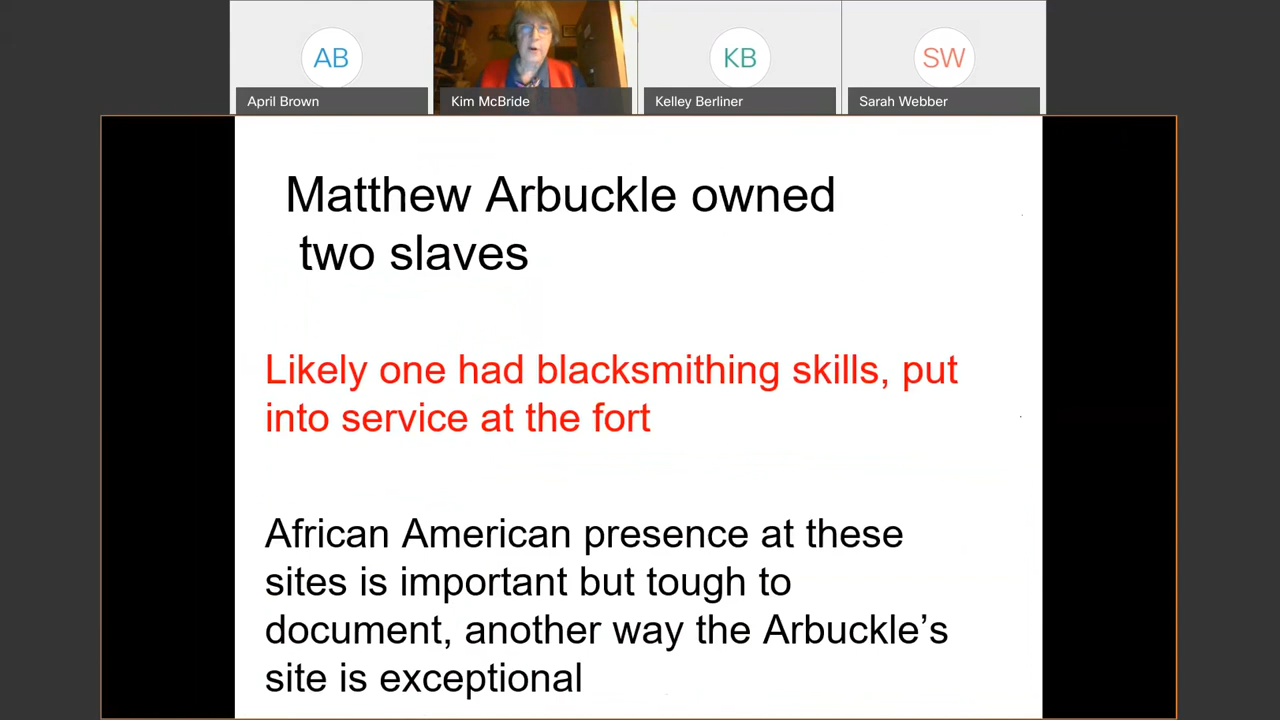 AB
KB
SW
April Brown
Kim McBride
Kelley Berliner
Sarah Webber
Matthew Arbuckle owned
two slaves
Likely one had blacksmithing skills, put
into service at the fort
African American presence at these
sites is important but tough to
document, another way the Arbuckle’s
site is exceptional